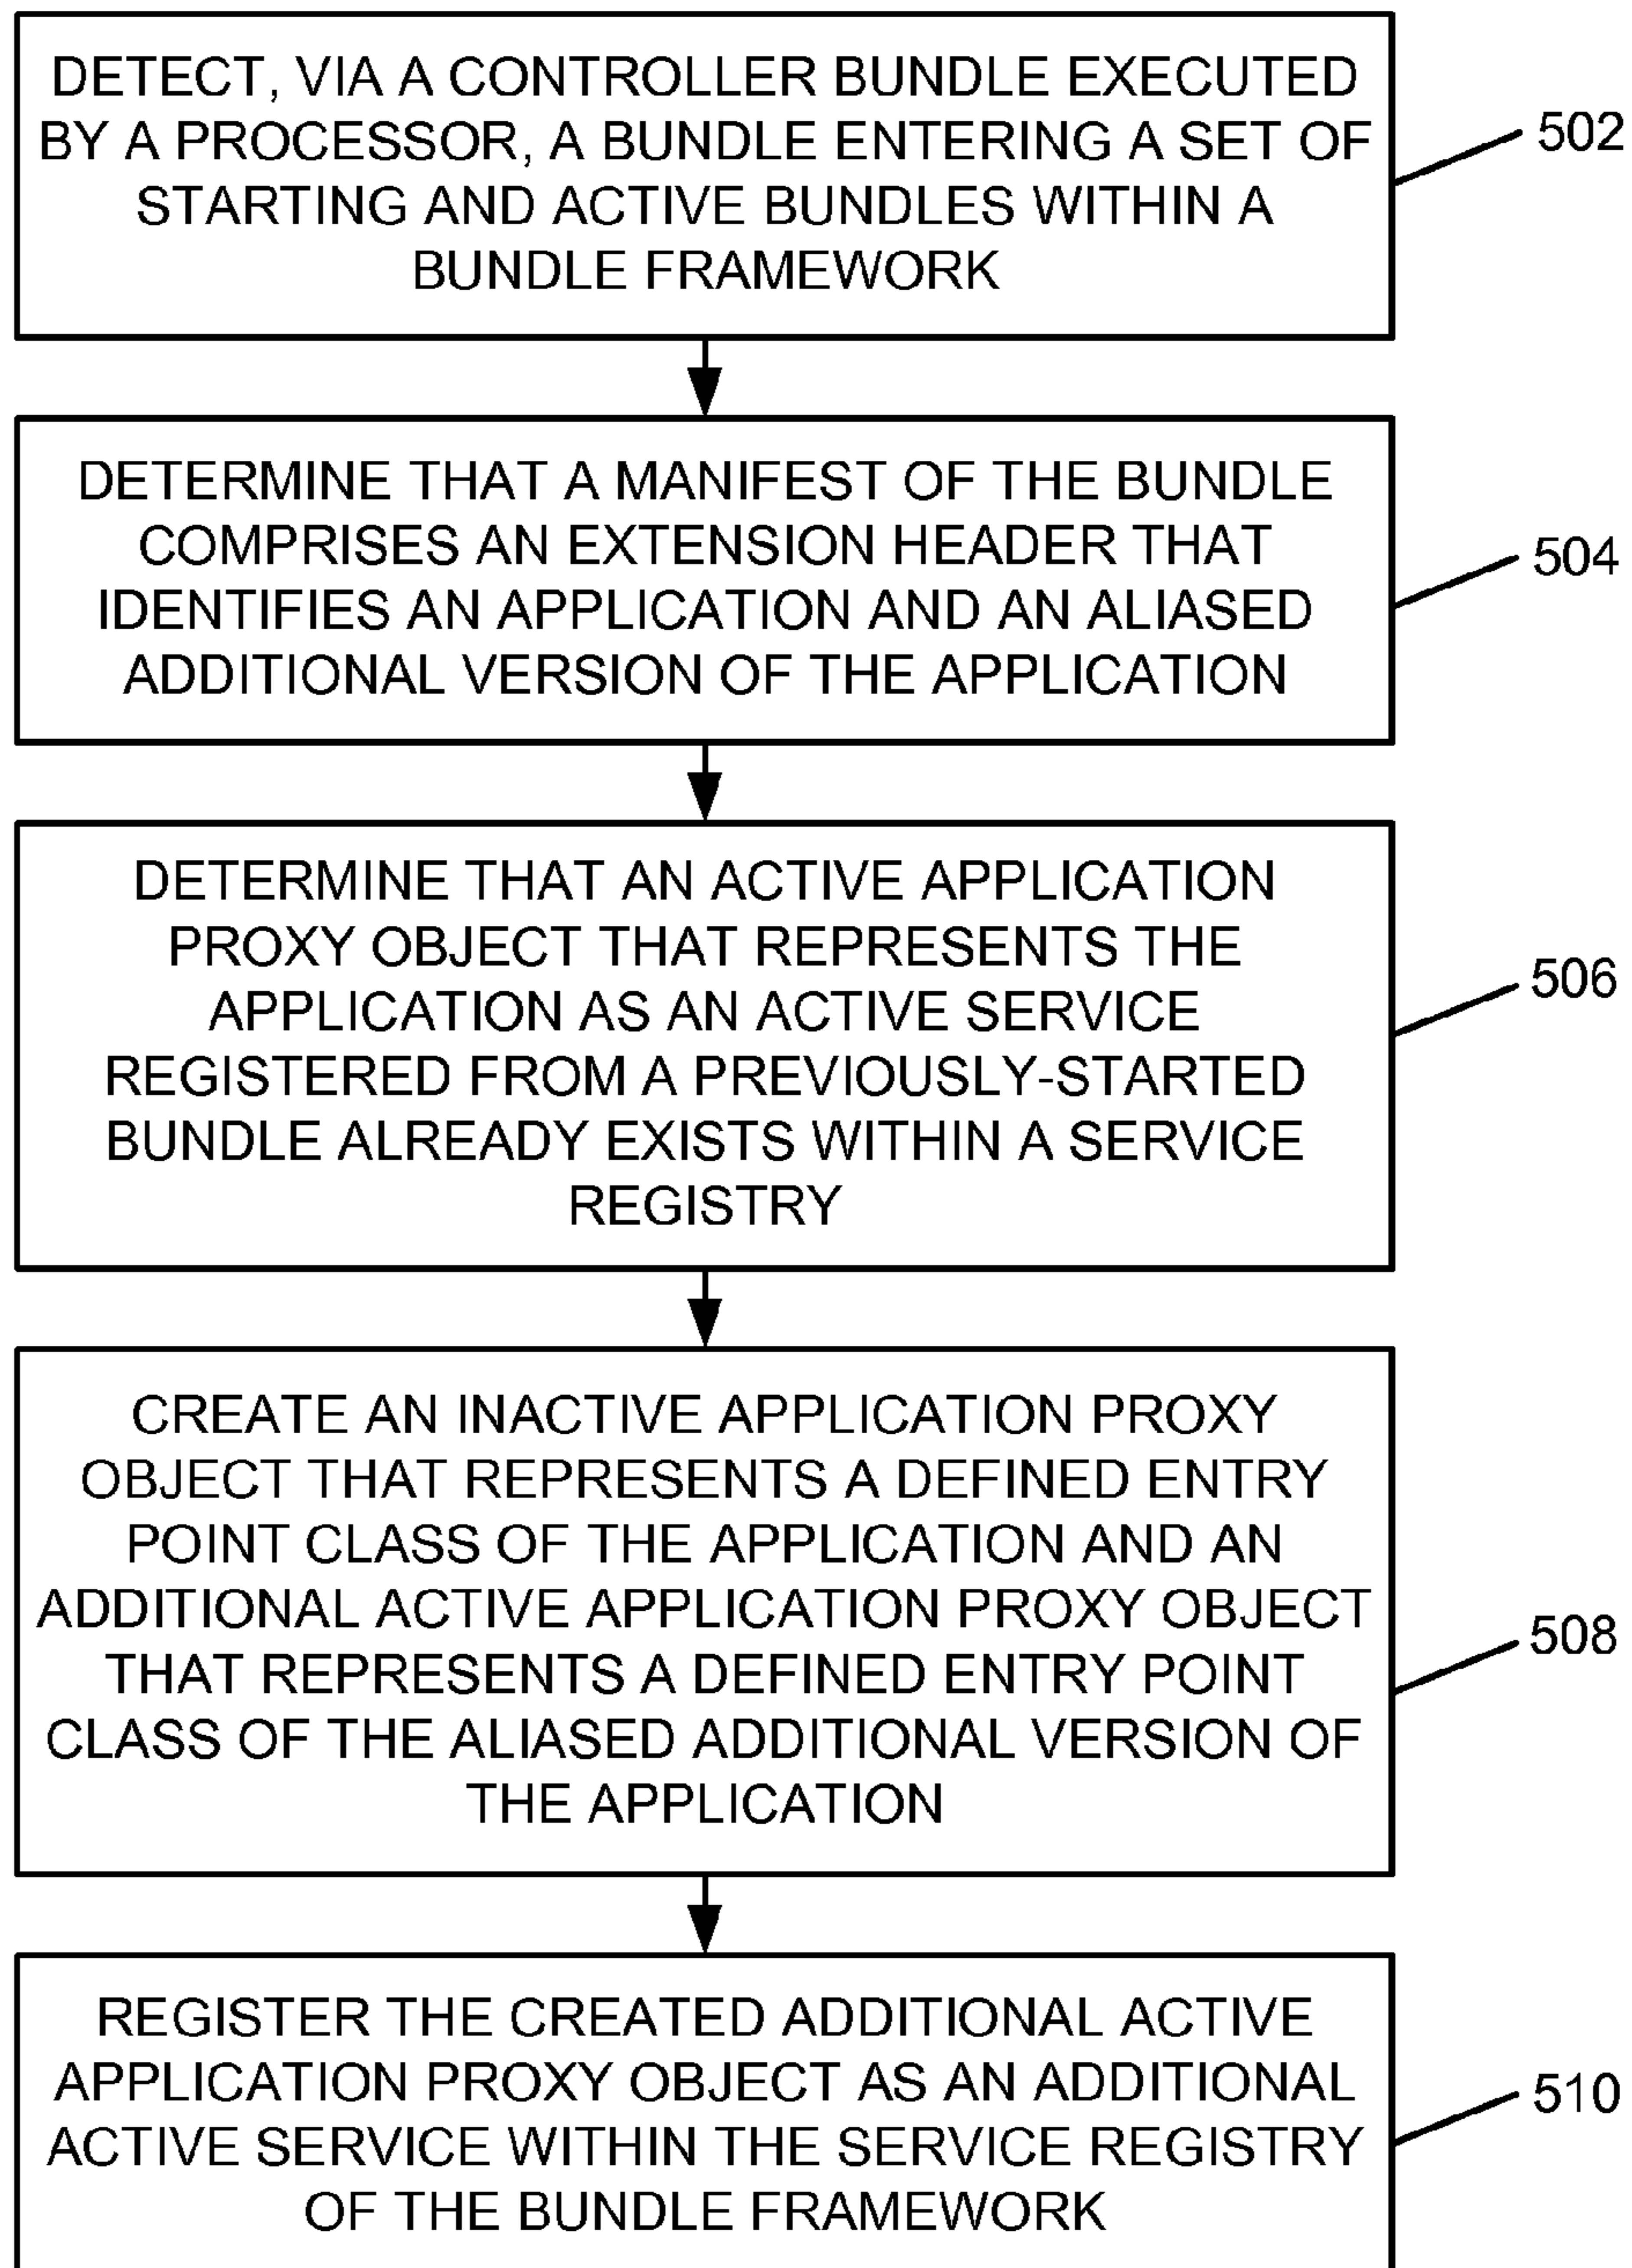 DETECT, VIA A CONTROLLER BUNDLE EXECUTED
BY A PROCESSOR, A BUNDLE ENTERING A SET OF
STARTING AND ACTIVE BUNDLES WITHIN A
BUNDLE FRAMEWORK
502
DETERMINE THAT A MANIFEST OF THE BUNDLE
COMPRISES AN EXTENSION HEADER THAT
IDENTIFIES AN APPLICATION AND AN ALIASED
ADDITIONAL VERSION OF THE APPLICATION
504
DETERMINE THAT AN ACTIVE APPLICATION
PROXY OBJECT THAT REPRESENTS THE
APPLICATION AS AN ACTIVE SERVICE
REGISTERED FROM A PREVIOUSLY-STARTED
BUNDLE ALREADY EXISTS WITHIN A SERVICE
REGISTRY
506
CREATE AN INACTIVE APPLICATION PROXY
OBJECT THAT REPRESENTS A DEFINED ENTRY
POINT CLASS OF THE APPLICATION AND AN
ADDITIONAL ACTIVE APPLICATION PROXY OBJECT
THAT REPRESENTS A DEFINED ENTRY POINT
CLASS OF THE ALIASED ADDITIONAL VERSION OF
THE APPLICATION
508
REGISTER THE CREATED ADDITIONAL ACTIVE
APPLICATION PROXY OBJECT AS AN ADDITIONAL
ACTIVE SERVICE WITHIN THE SERVICE REGISTRY
OF THE BUNDLE FRAMEWORK
510